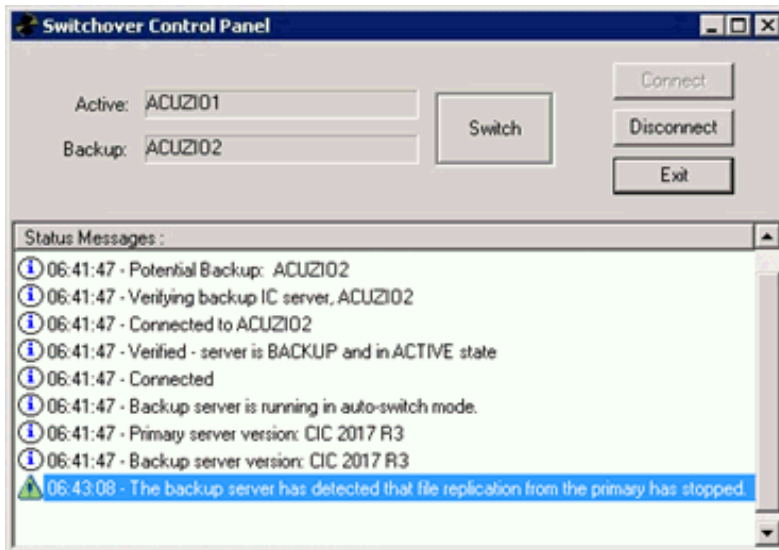 Switchover Control Panel
Active: ACUZIO1
Backup: ACUZIO2
Switch
Connect
Disconnect
Exit
Status Messages :
06:41:47 - Potential Backup: ACUZIO2
06:41:47 - Verifying backup IC server, ACUZIO2
06:41:47 - Connected to ACUZIO2
06:41:47 - Verified - server is BACKUP and in ACTIVE state
06:41:47 - Connected
06:41:47 - Backup server is running in auto-switch mode.
06:41:47 - Primary server version: CIC 2017 R3
06:41:47 - Backup server version: CIC 2017 R3
06:43:08 - The backup server has detected that file replication from the primary has stopped.